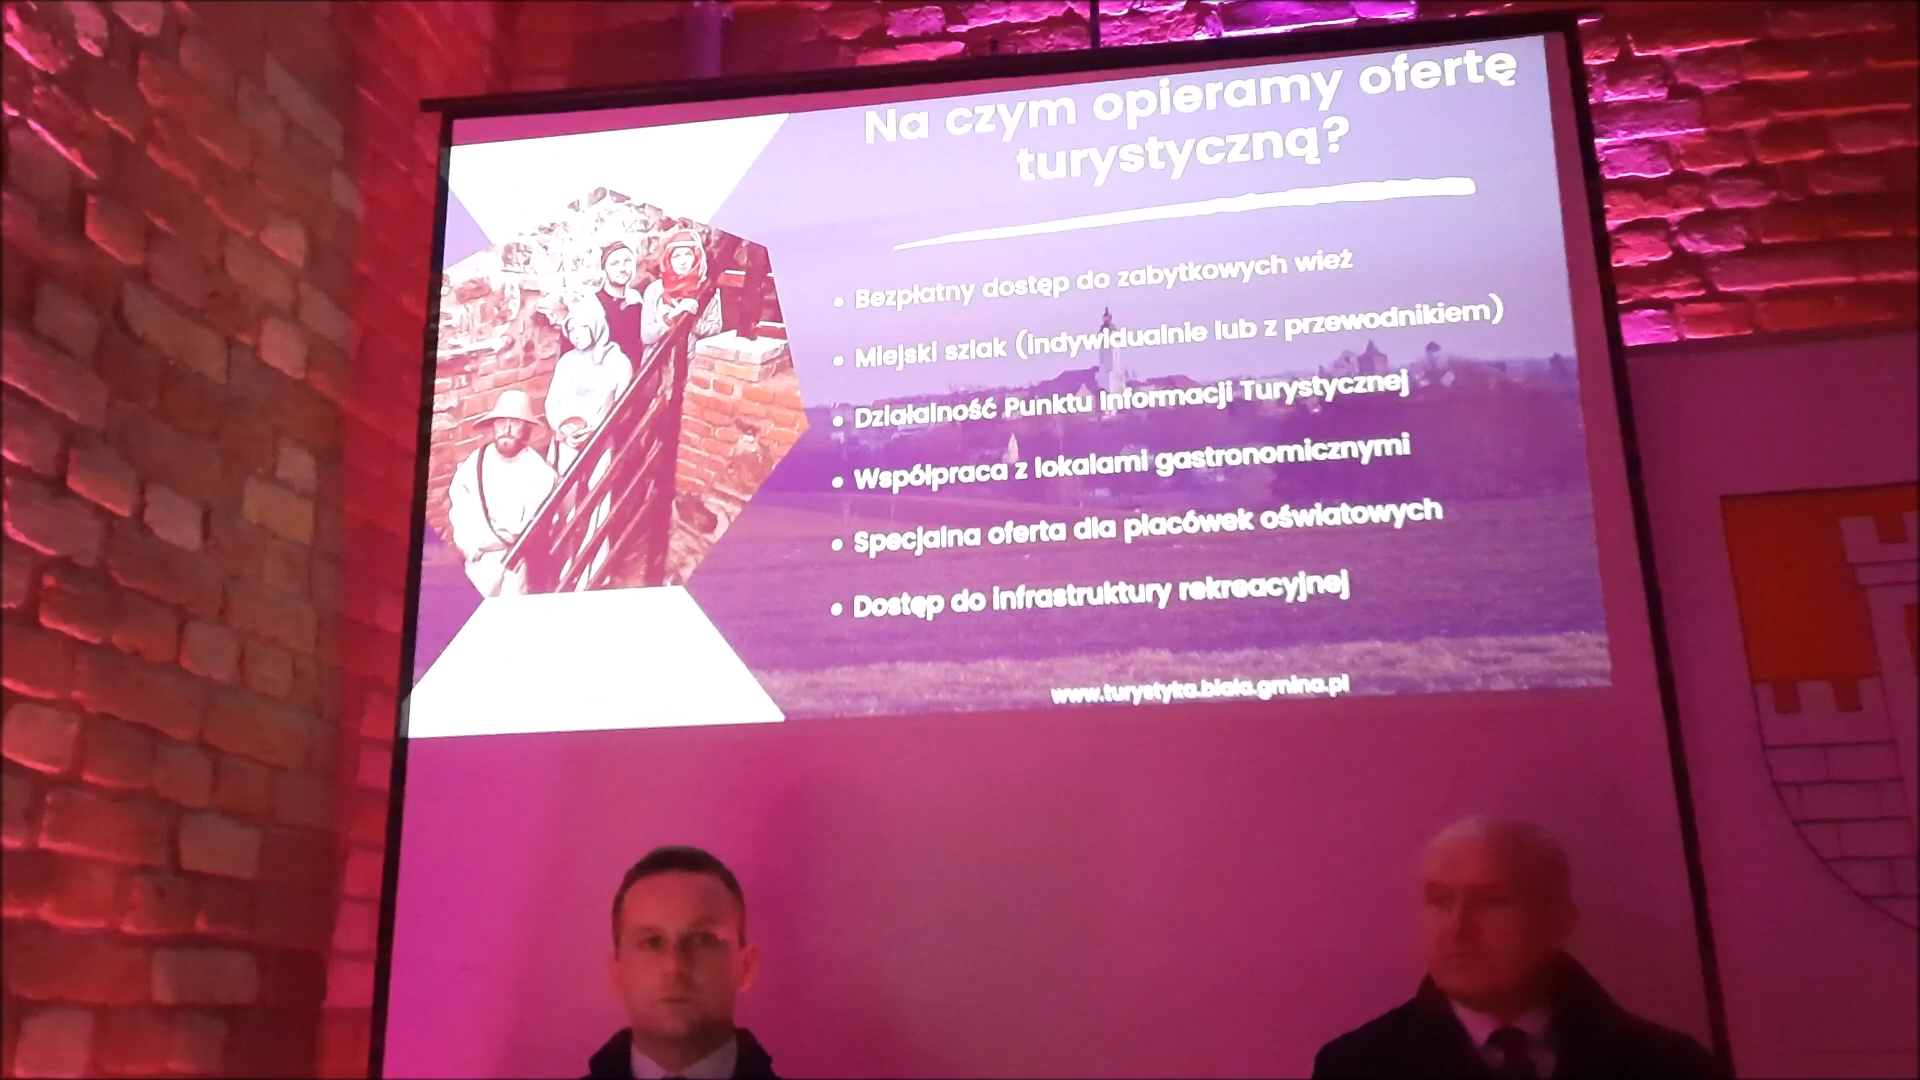 Na czym opieramy ofertę
turystyczną?
• Bezpłatny dostęp do zabytkowych wież
• Miejski szlak (indywidualnie lub z przewodnikiem)
• Działalność Punktu Informacji Turystycznej
• Współpraca z lokalami gastronomicznymi
• Specjalna oferta dla placówek oświatowych
• Dostęp do infrastruktury rekreacyjnej
www.turystyka.biala.gmina.pl